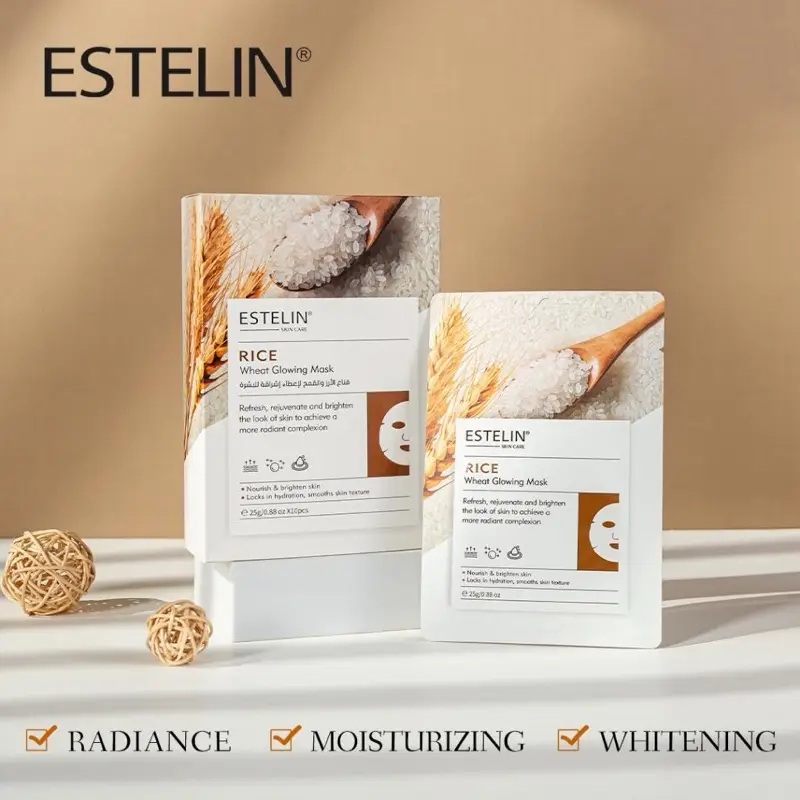 ESTELIN®
ESTELIN®
SKIN CARE
RICE
Wheat Glowing Mask
قناع الأرز والقمح لإعطاء إشراقة للبشرة
Refresh, rejuvenate and brighten
the look of skin to achieve a
more radiant complexion
• Nourish & brighten skin
• Locks in hydration, smooths skin texture
℮ 25g/0.88 oz X10pcs
ESTELIN®
SKIN CARE
RICE
Wheat Glowing Mask
Refresh, rejuvenate and brighten
the look of skin to achieve a
more radiant complexion
• Nourish & brighten skin
• Locks in hydration, smooths skin texture
℮ 25g/0.88 oz
RADIANCE MOISTURIZING WHITENING